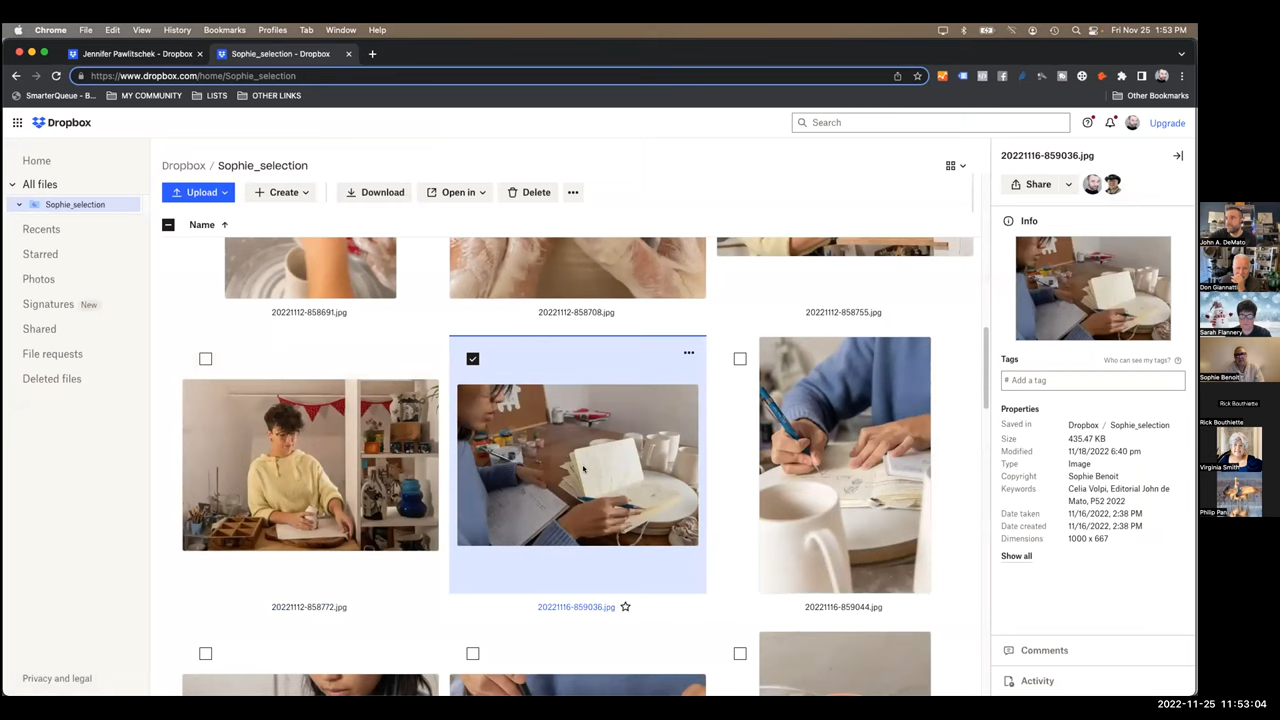 Chrome File Edit View History Bookmarks Profiles Tab Window Help Fri Nov 25 1:53 PM
Jennifer Pawlitschek - Dropbox Sophie_selection - Dropbox
https://www.dropbox.com/home/Sophie_selection
SmarterQueue - B... MY COMMUNITY LISTS OTHER LINKS Other Bookmarks
Dropbox Search Upgrade
Home
All files
Sophie_selection
Recents
Starred
Photos
Signatures New
Shared
File requests
Deleted files
Privacy and legal
Dropbox / Sophie_selection
Upload Create Download Open in Delete
Name
20221112-858691.jpg 20221112-858708.jpg 20221112-858755.jpg
20221112-858772.jpg 20221116-859036.jpg 20221116-859044.jpg
20221116-859036.jpg
Share
Info
Tags Who can see my tags?
# Add a tag
Properties
Saved in Dropbox / Sophie_selection
Size 435.47 KB
Modified 11/18/2022 6:40 pm
Type Image
Copyright Sophie Benoit
Keywords Celia Volpi, Editorial John de
Mato, P52 2022
Date taken 11/16/2022, 2:38 PM
Date created 11/16/2022, 2:38 PM
Dimensions 1000 x 667
Show all
Comments
Activity
John A. DeMato
Don Giannatti
Sarah Flannery
Sophie Benoit
Rick Bouthiette
Rick Bouthiette
Virginia Smith
Philip Pan
2022-11-25 11:53:04